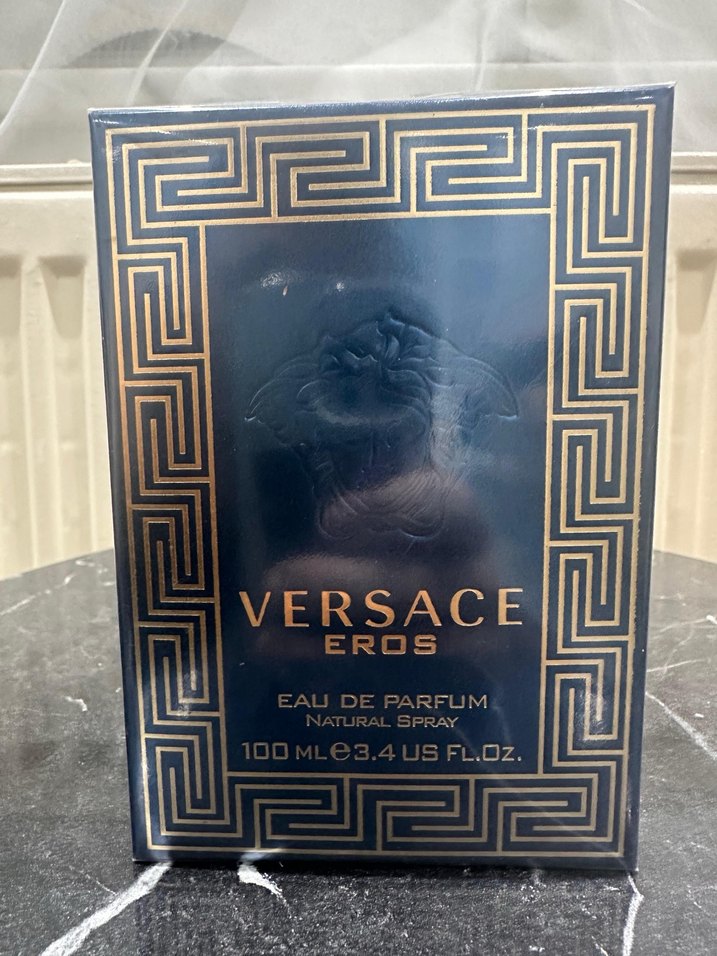 VERSACE
EROS
EAU DE PARFUM
NATURAL SPRAY
100 ML℮3.4 US FL.OZ.